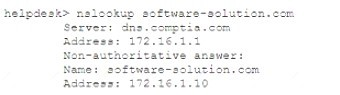 helpdesk> nslookup software-solution.com
Server: dns.comptia.com
Address: 172.16.1.1
Non-authoritative answer:
Name: software-solution.com
Address: 172.16.1.10